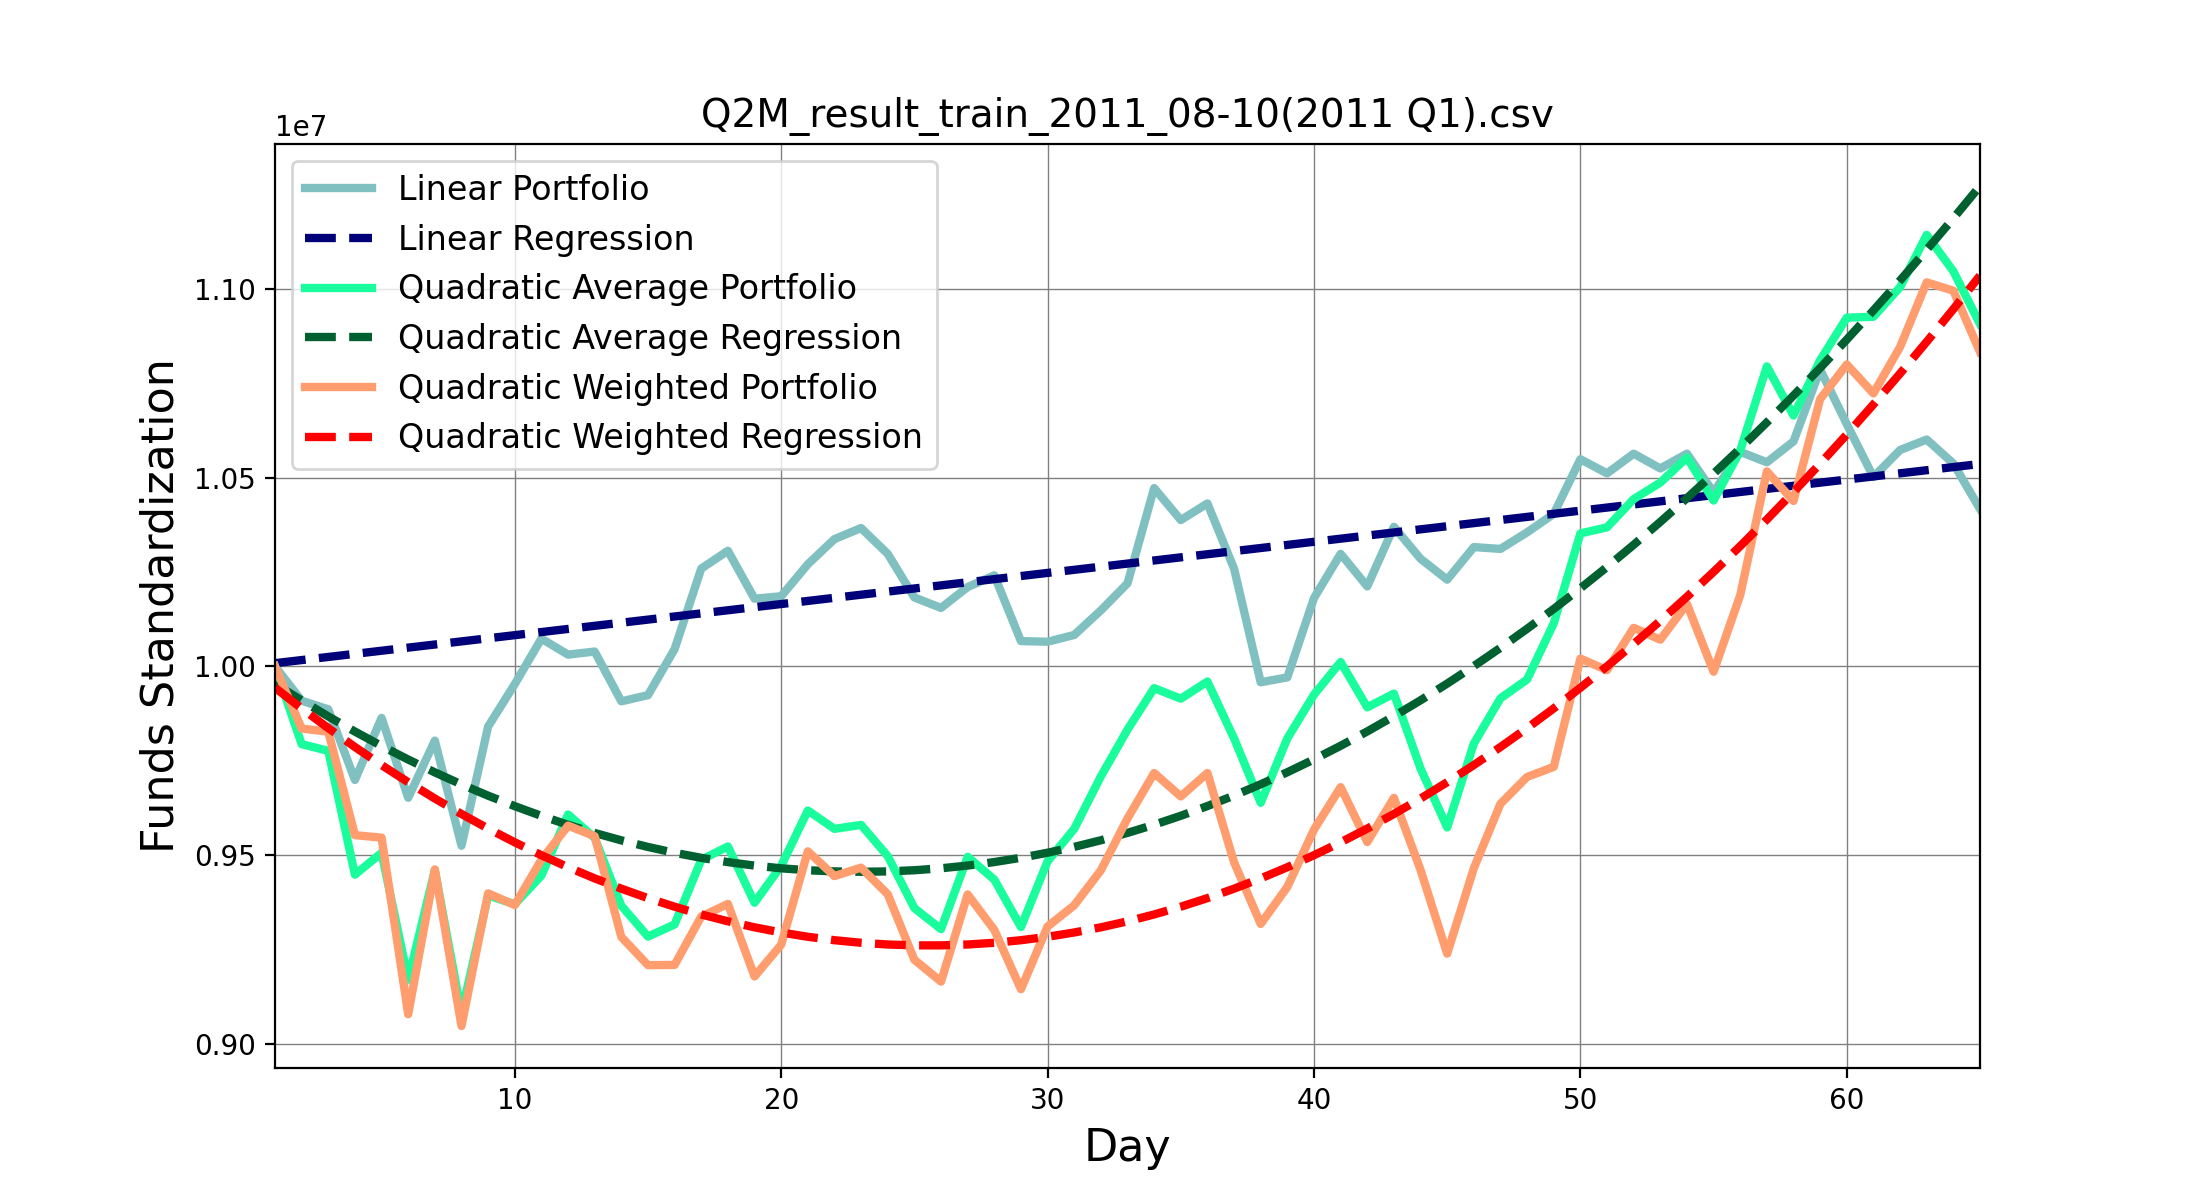 Q2M_result_train_2011_08-10(2011 Q1).csv
1e7
Linear Portfolio
Linear Regression
Quadratic Average Portfolio
Quadratic Average Regression
Quadratic Weighted Portfolio
Quadratic Weighted Regression
Funds Standardization
1.10
1.05
1.00
0.95
0.90
10 20 30 40 50 60
Day